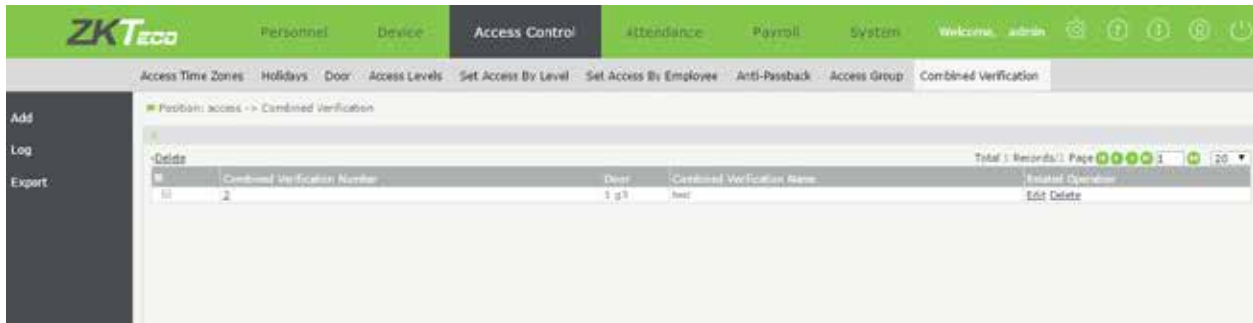 ZKTeco
Personnel Device Access Control Attendance Payroll System Welcome, admin
Access Time Zones Holidays Door Access Levels Set Access By Level Set Access By Employee Anti-Passback Access Group Combined Verification
Add
Log
Export
Position: access -> Combined Verification
Delete
Total 1 Records/1 Page 1 20
Combined Verification Number Door Combined Verification Name Related Operation
2 Edit Delete